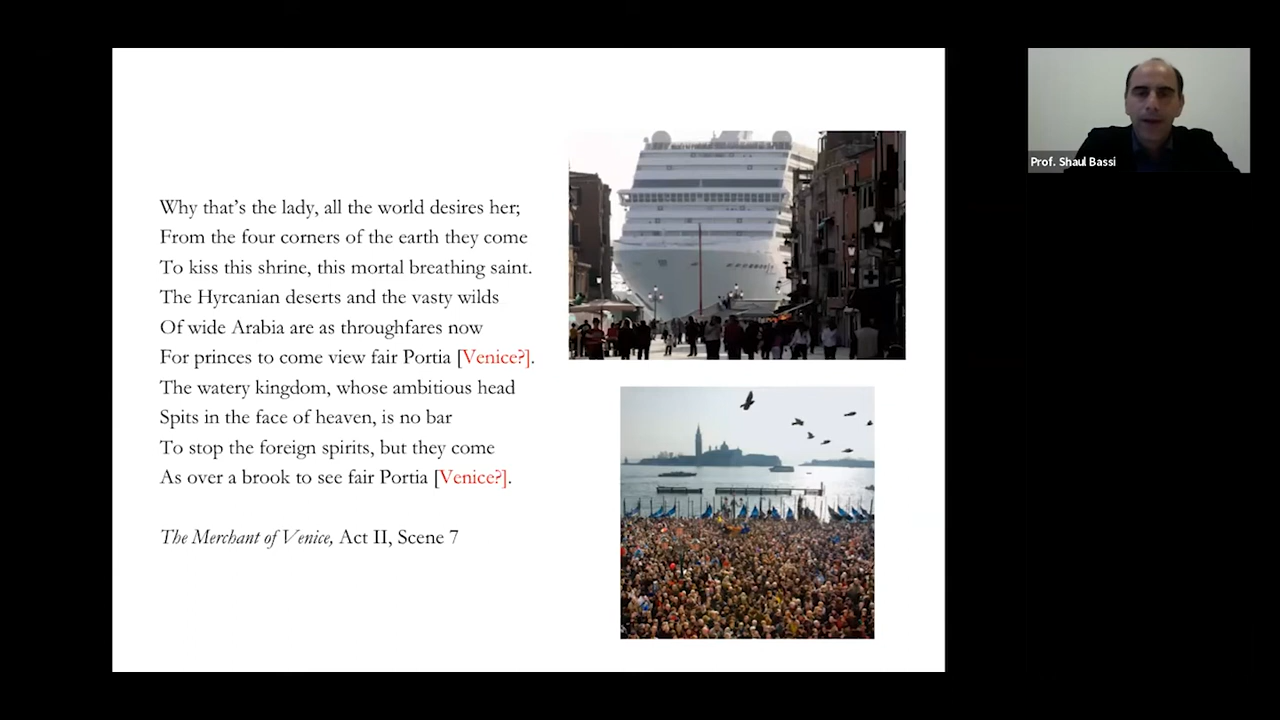 Why that's the lady, all the world desires her;
From the four corners of the earth they come
To kiss this shrine, this mortal breathing saint.
The Hyrcanian deserts and the vasty wilds
Of wide Arabia are as throughfares now
For princes to come view fair Portia [Venice?].
The watery kingdom, whose ambitious head
Spits in the face of heaven, is no bar
To stop the foreign spirits, but they come
As over a brook to see fair Portia [Venice?].
The Merchant of Venice, Act II, Scene 7
Prof. Shaul Bassi